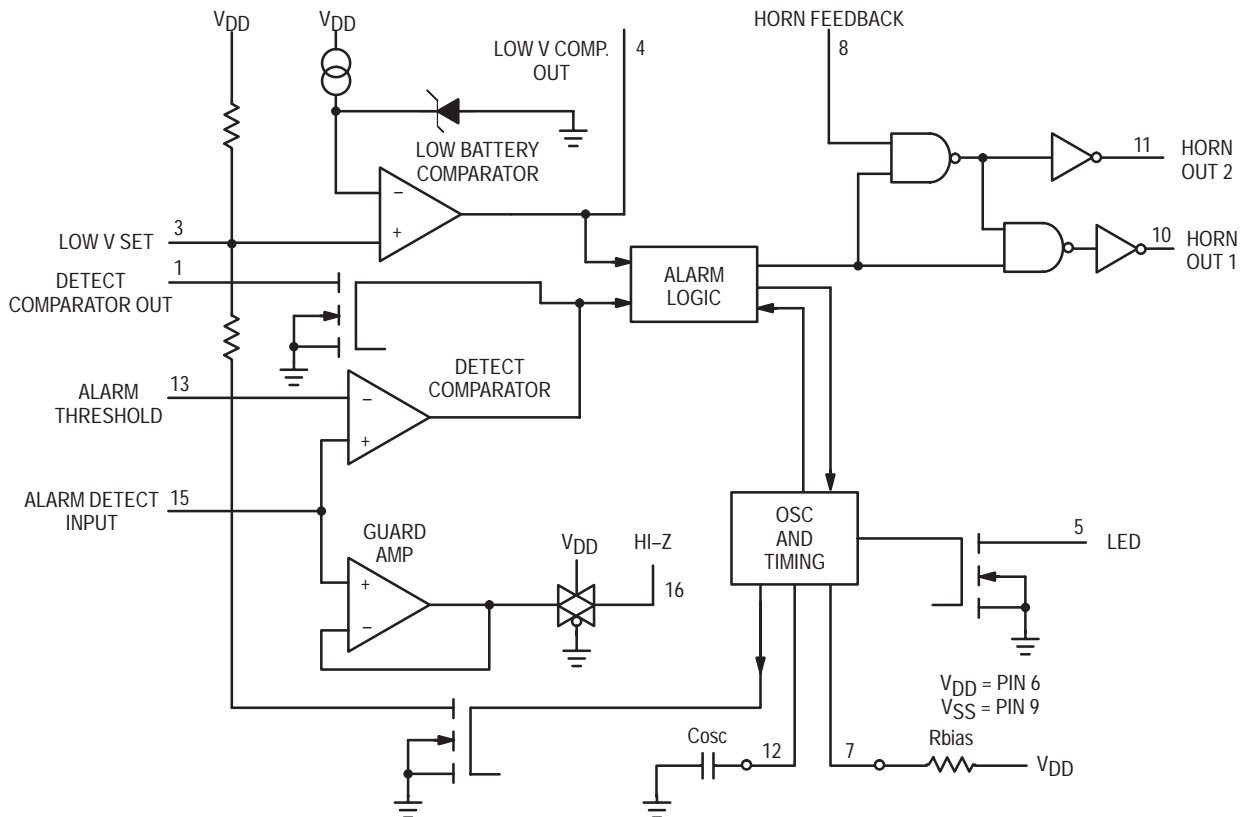 VDD
VDD
LOW V COMP.
OUT
4
HORN FEEDBACK
8
LOW BATTERY
COMPARATOR
−
+
11
HORN
OUT 2
LOW V SET
3
10
HORN
OUT 1
DETECT
COMPARATOR OUT
1
ALARM
LOGIC
DETECT
COMPARATOR
ALARM
THRESHOLD
13
−
+
ALARM DETECT
INPUT
15
GUARD
AMP
+
−
VDD
HI–Z
16
OSC
AND
TIMING
5
LED
VDD = PIN 6
VSS = PIN 9
Cosc
12
7
Rbias
VDD